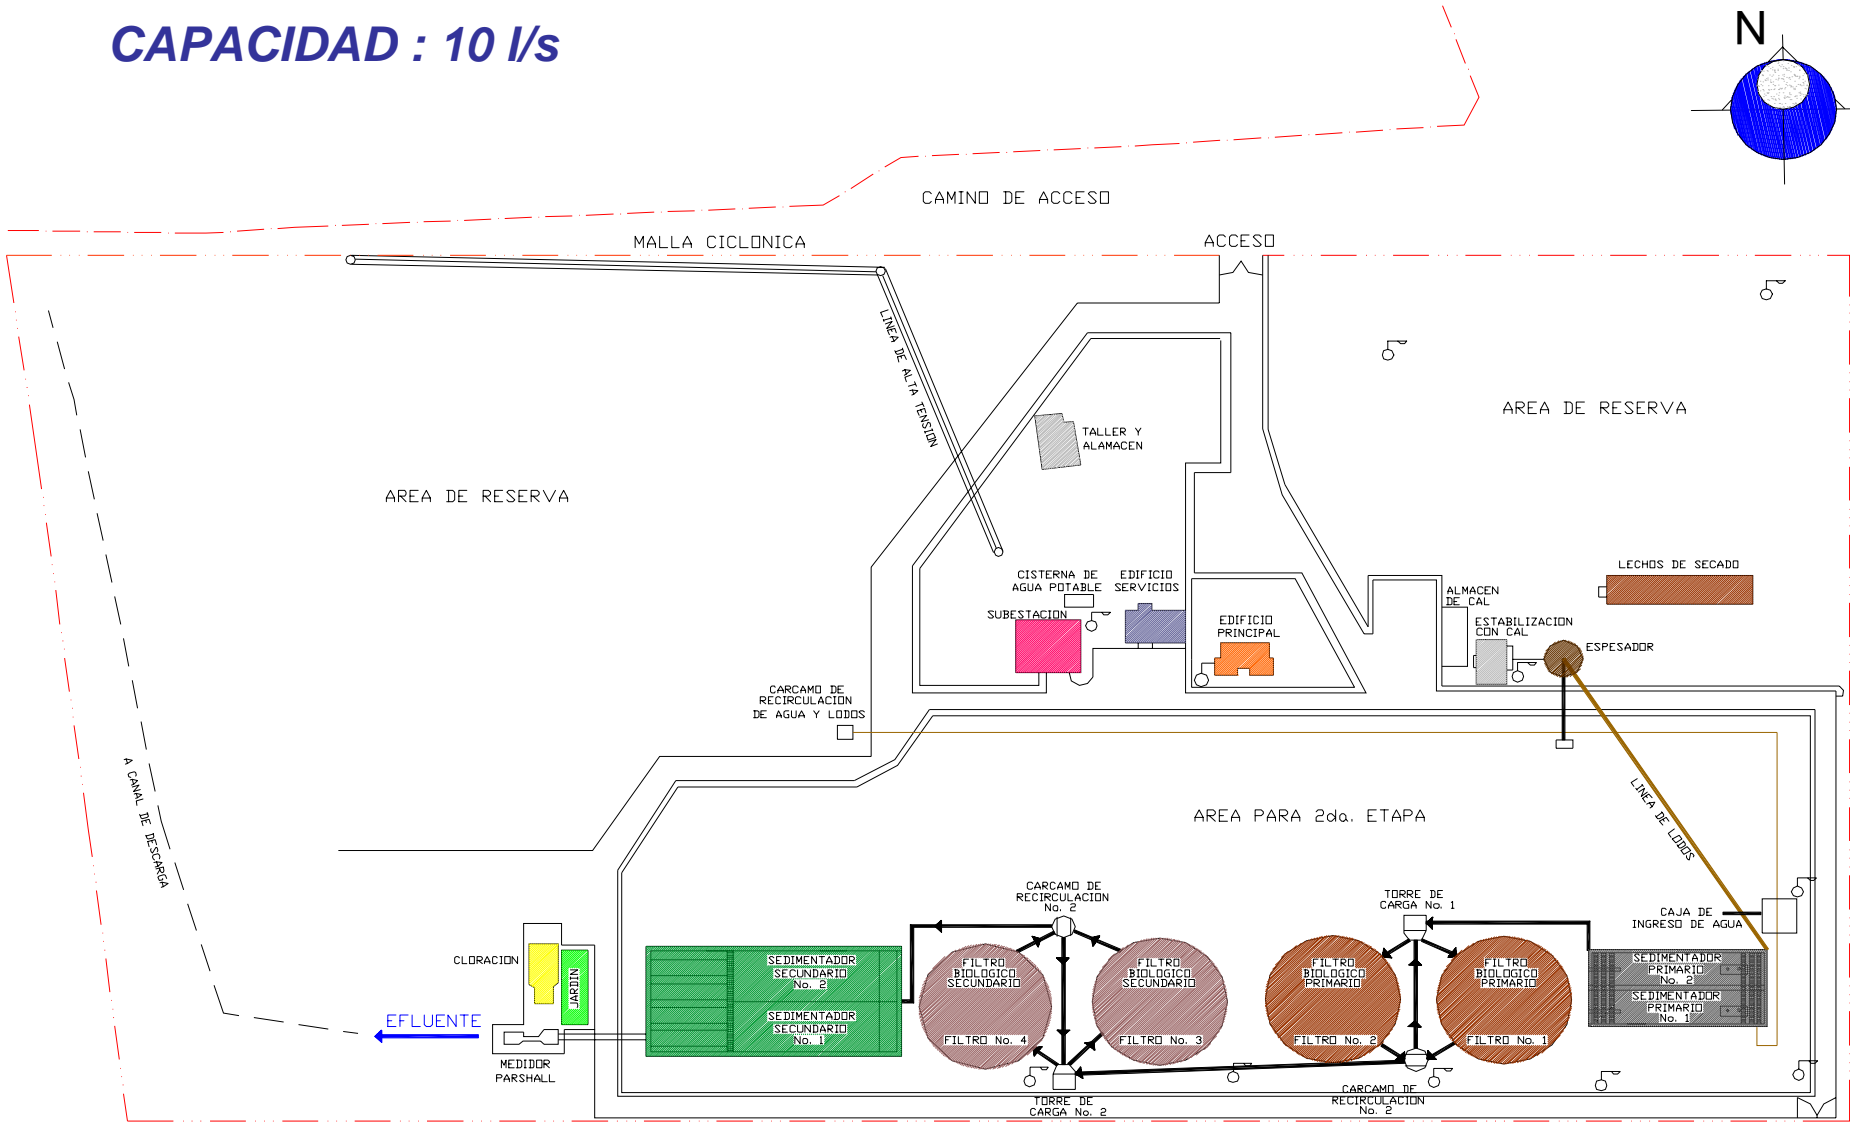 CAPACIDAD : 10 l/s
N
CAMINO DE ACCESO
MALLA CICLONICA
ACCESO
LINEA DE ALTA TENSION
AREA DE RESERVA
TALLER Y
ALAMACEN
AREA DE RESERVA
CISTERNA DE
AGUA POTABLE
EDIFICIO
SERVICIOS
SUBESTACION
EDIFICIO
PRINCIPAL
LECHOS DE SECADO
ALMACEN
DE CAL
ESTABILIZACION
CON CAL
ESPESADOR
CARCAMO DE
RECIRCULACION
DE AGUA Y LODOS
A CANAL DE DESCARGA
AREA PARA 2da. ETAPA
LINEA DE LODOS
CARCAMO DE
RECIRCULACION
No. 2
TORRE DE
CARGA No. 1
CAJA DE
INGRESO DE AGUA
CLORACION
JARDIN
SEDIMENTADOR
SECUNDARIO
No. 2
SEDIMENTADOR
SECUNDARIO
No. 1
FILTRO
BIOLOGICO
SECUNDARIO
FILTRO No. 4
FILTRO
BIOLOGICO
SECUNDARIO
FILTRO No. 3
FILTRO
BIOLOGICO
PRIMARIO
FILTRO No. 2
FILTRO
BIOLOGICO
PRIMARIO
FILTRO No. 1
SEDIMENTADOR
PRIMARIO
No. 2
SEDIMENTADOR
PRIMARIO
No. 1
EFLUENTE
MEDIDOR
PARSHALL
TORRE DE
CARGA No. 2
CARCAMO DE
RECIRCULACION
No. 2